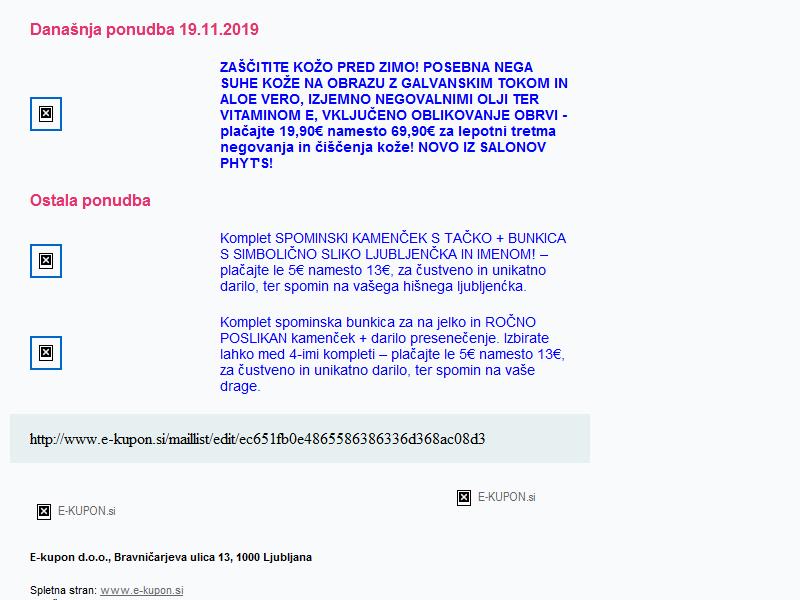 Današnja ponudba 19.11.2019
ZAŠČITITE KOŽO PRED ZIMO! POSEBNA NEGA
SUHE KOŽE NA OBRAZU Z GALVANSKIM TOKOM IN
ALOE VERO, IZJEMNO NEGOVALNIMI OLJI TER
VITAMINOM E, VKLJUČENO OBLIKOVANJE OBRVI -
plačajte 19,90€ namesto 69,90€ za lepotni tretma
negovanja in čiščenja kože! NOVO IZ SALONOV
PHYT'S!
Ostala ponudba
Komplet SPOMINSKI KAMENČEK S TAČKO + BUNKICA
S SIMBOLIČNO SLIKO LJUBLJENČKA IN IMENOM! –
plačajte le 5€ namesto 13€, za čustveno in unikatno
darilo, ter spomin na vašega hišnega ljubljenćka.
Komplet spominska bunkica za na jelko in ROČNO
POSLIKAN kamenček + darilo presenečenje. Izbirate
lahko med 4-imi kompleti – plačajte le 5€ namesto 13€,
za čustveno in unikatno darilo, ter spomin na vaše
drage.
http://www.e-kupon.si/maillist/edit/ec651fb0e4865586386336d368ac08d3
E-KUPON.si
E-KUPON.si
E-kupon d.o.o., Bravničarjeva ulica 13, 1000 Ljubljana
Spletna stran: www.e-kupon.si